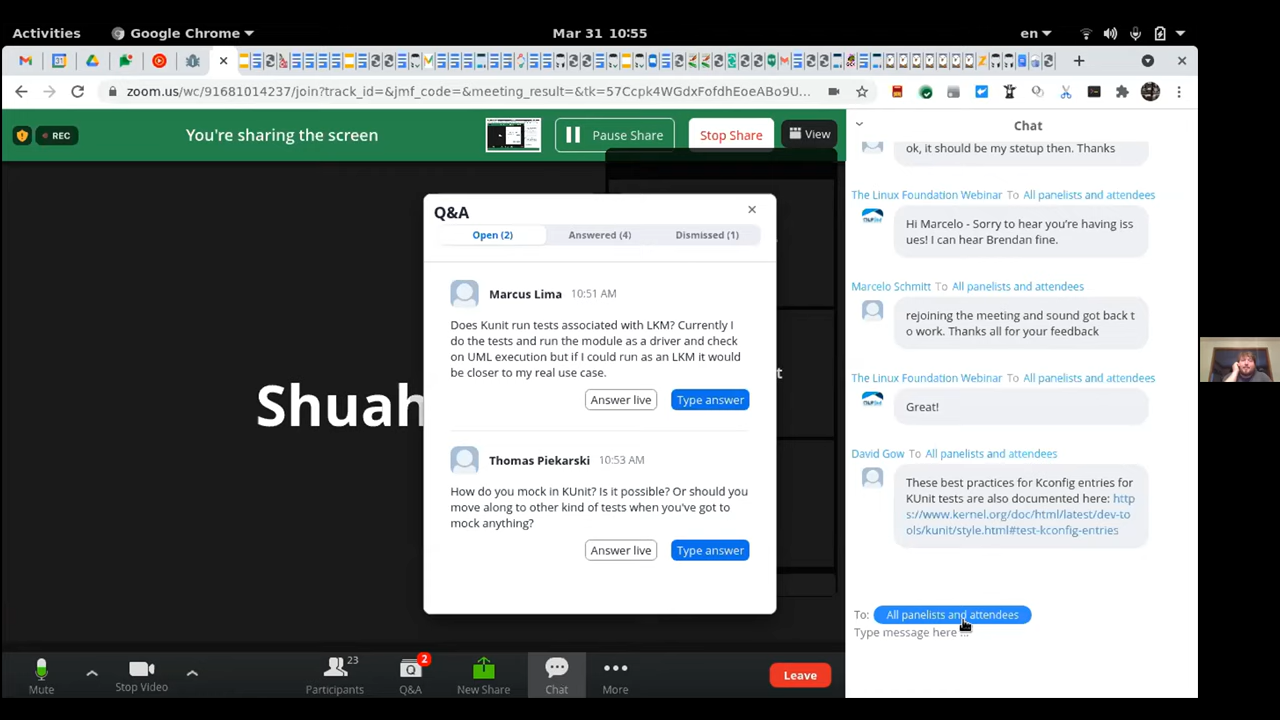 Activities
Google Chrome
Mar 31 10:55
en
zoom.us/wc/91681014237/join?track_id=&jmf_code=&meeting_result=&tk=57Ccpk4WGdxFofdhEoeABo9U...
REC
You're sharing the screen
Pause Share
Stop Share
View
Shuah
t
Q&A
Open (2)
Answered (4)
Dismissed (1)
Marcus Lima 10:51 AM
Does Kunit run tests associated with LKM? Currently I
do the tests and run the module as a driver and check
on UML execution but if I could run as an LKM it would
be closer to my real use case.
Answer live
Type answer
Thomas Piekarski 10:53 AM
How do you mock in KUnit? Is it possible? Or should you
move along to other kind of tests when you've got to
mock anything?
Answer live
Type answer
Mute
Stop Video
23
Participants
2
Q&A
New Share
Chat
More
Leave
Chat
ok, it should be my stetup then. Thanks
The Linux Foundation Webinar To All panelists and attendees
Hi Marcelo - Sorry to hear you're having iss
ues! I can hear Brendan fine.
Marcelo Schmitt To All panelists and attendees
rejoining the meeting and sound got back t
o work. Thanks all for your feedback
The Linux Foundation Webinar To All panelists and attendees
Great!
David Gow To All panelists and attendees
These best practices for Kconfig entries for
KUnit tests are also documented here: http
s://www.kernel.org/doc/html/latest/dev-to
ols/kunit/style.html#test-kconfig-entries
To: All panelists and attendees
Type message here ...